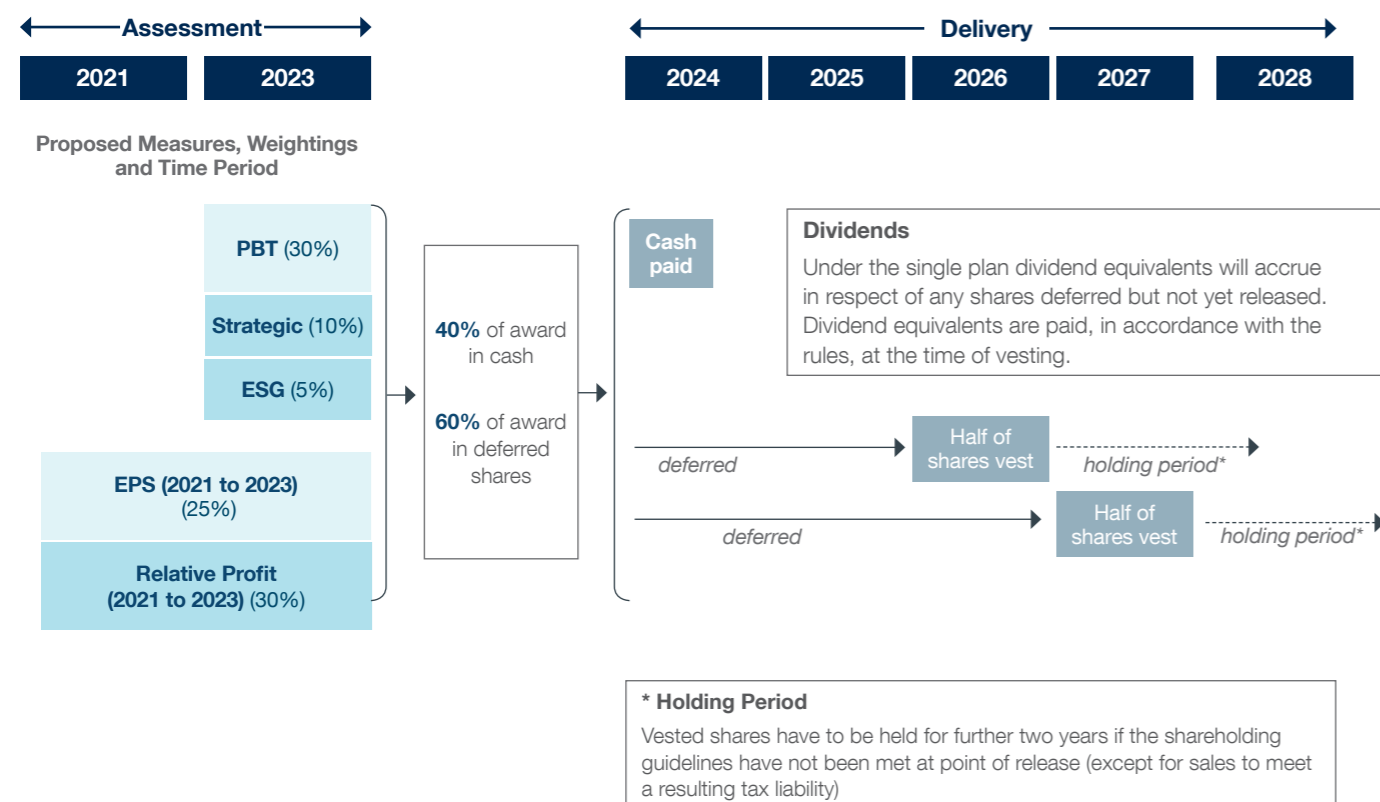 Assessment
Delivery
2021
2023
2024
2025
2026
2027
2028
Proposed Measures, Weightings
and Time Period
PBT (30%)
Strategic (10%)
ESG (5%)
EPS (2021 to 2023)
(25%)
Relative Profit
(2021 to 2023) (30%)
40% of award
in cash
60% of award
in deferred
shares
Cash
paid
Dividends
Under the single plan dividend equivalents will accrue
in respect of any shares deferred but not yet released.
Dividend equivalents are paid, in accordance with the
rules, at the time of vesting.
deferred
Half of
shares vest
holding period*
deferred
Half of
shares vest
holding period*
* Holding Period
Vested shares have to be held for further two years if the shareholding
guidelines have not been met at point of release (except for sales to meet
a resulting tax liability)